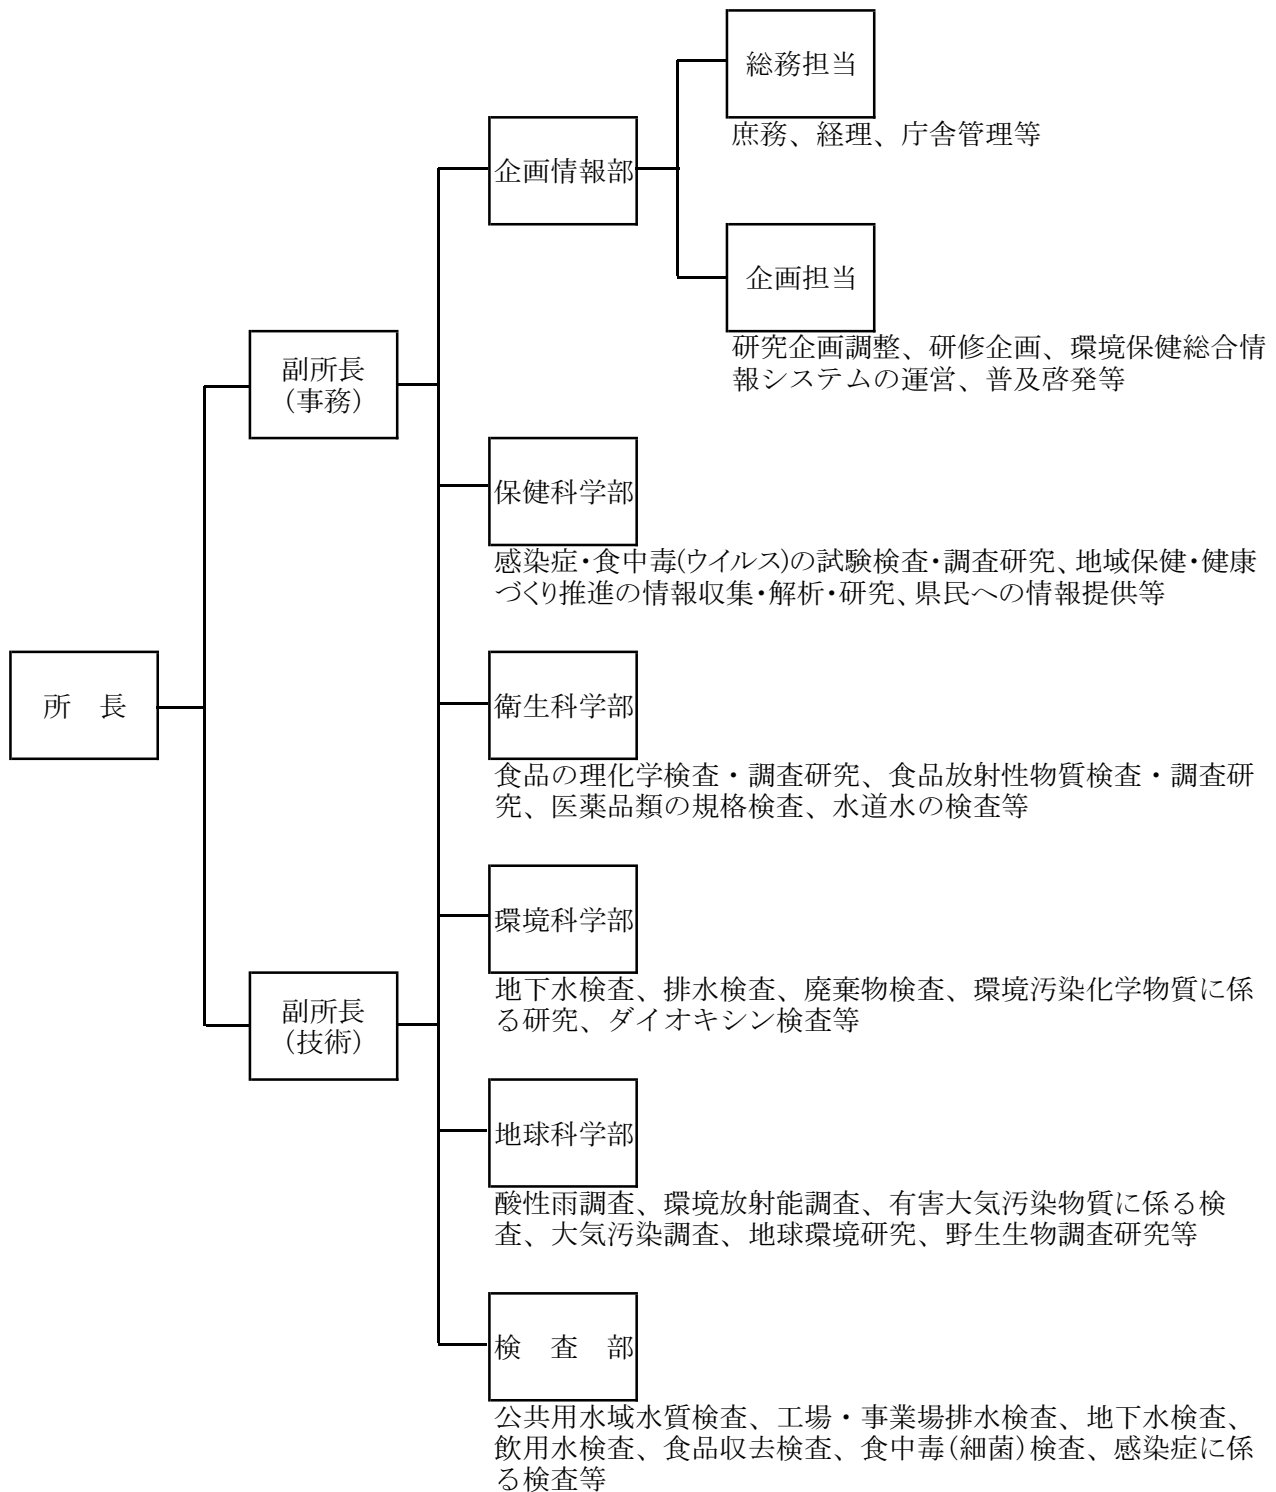 総務担当
庶務、経理、庁舎管理等
企画情報部
企画担当
研究企画調整、研修企画、環境保健総合情
報システムの運営、普及啓発等
副所長
（事務）
保健科学部
感染症・食中毒(ウイルス)の試験検査・調査研究、地域保健・健康
づくり推進の情報収集・解析・研究、県民への情報提供等
所　長
衛生科学部
食品の理化学検査・調査研究、食品放射性物質検査・調査研
究、医薬品類の規格検査、水道水の検査等
環境科学部
地下水検査、排水検査、廃棄物検査、環境汚染化学物質に係
る研究、ダイオキシン検査等
副所長
（技術）
地球科学部
酸性雨調査、環境放射能調査、有害大気汚染物質に係る検
査、大気汚染調査、地球環境研究、野生生物調査研究等
検　査　部
公共用水域水質検査、工場・事業場排水検査、地下水検査、
飲用水検査、食品収去検査、食中毒（細菌）検査、感染症に係
る検査等